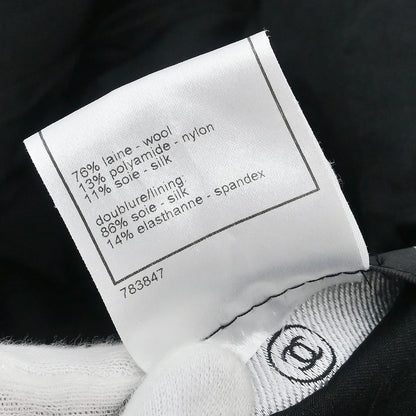 76% laine - wool
13% polyamide - nylon
11% soie - silk
doublure/lining
86% soie - silk
14% elasthanne - spandex
783847